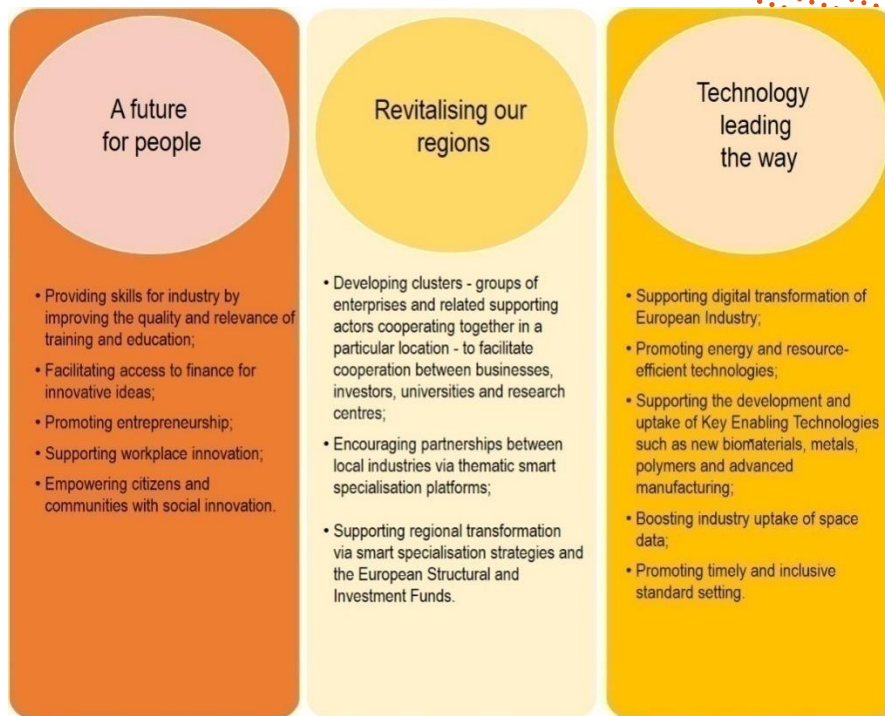 A future
for people
• Providing skills for industry by
improving the quality and relevance of
training and education;
• Facilitating access to finance for
innovative ideas;
• Promoting entrepreneurship;
• Supporting workplace innovation;
• Empowering citizens and
communities with social innovation.
Revitalising our
regions
• Developing clusters - groups of
enterprises and related supporting
actors cooperating together in a
particular location - to facilitate
cooperation between businesses,
investors, universities and research
centres;
• Encouraging partnerships between
local industries via thematic smart
specialisation platforms;
• Supporting regional transformation
via smart specialisation strategies and
the European Structural and
Investment Funds.
Technology
leading
the way
• Supporting digital transformation of
European Industry;
• Promoting energy and resource-
efficient technologies;
• Supporting the development and
uptake of Key Enabling Technologies
such as new biomaterials, metals,
polymers and advanced
manufacturing;
• Boosting industry uptake of space
data;
• Promoting timely and inclusive
standard setting.